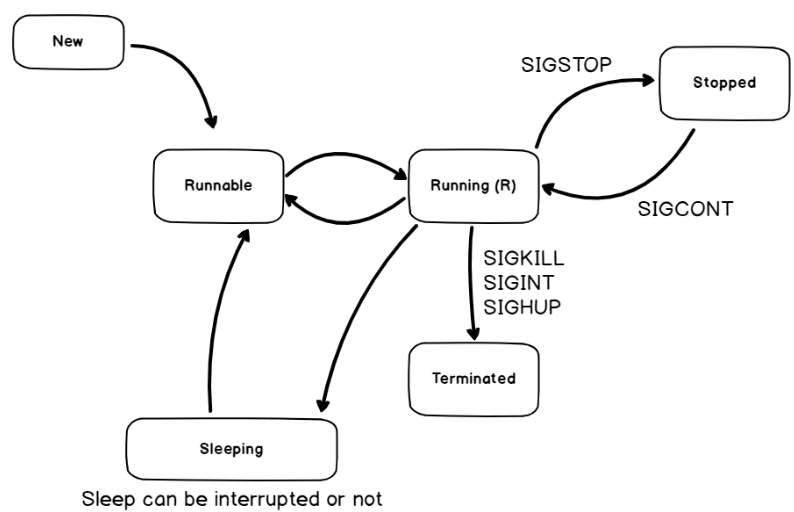 New
SIGSTOP
Stopped
Runnable
Running (R)
SIGCONT
SIGKILL
SIGINT
SIGHUP
Terminated
Sleeping
Sleep can be interrupted or not